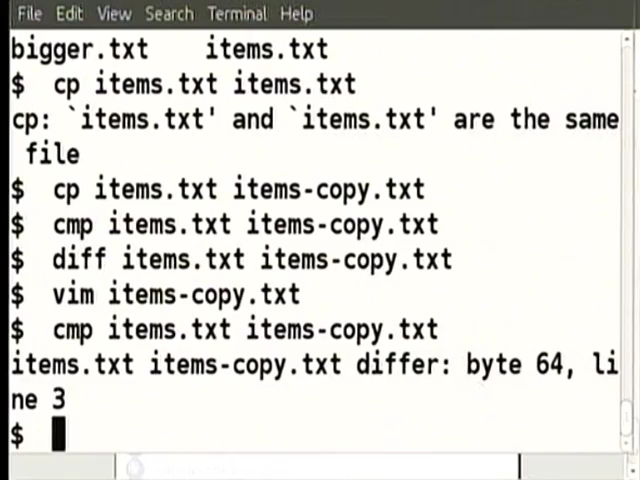 File Edit View Search Terminal Help
bigger.txt    items.txt
$  cp items.txt items.txt
cp: `items.txt' and `items.txt' are the same
 file
$  cp items.txt items-copy.txt
$  cmp items.txt items-copy.txt
$  diff items.txt items-copy.txt
$  vim items-copy.txt
$  cmp items.txt items-copy.txt
items.txt items-copy.txt differ: byte 64, li
ne 3
$